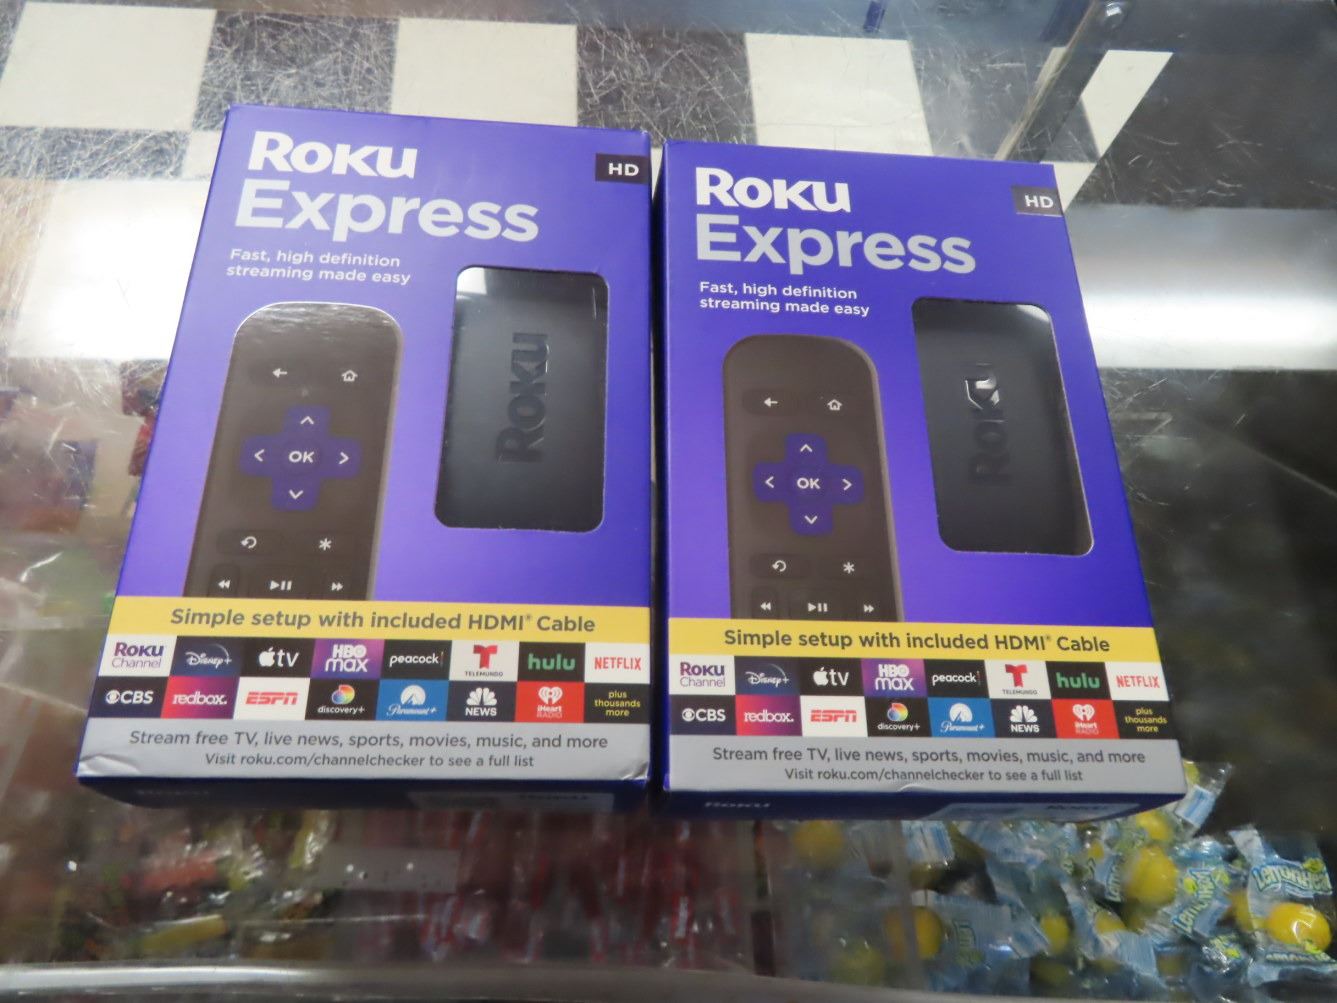 Roku
Express
HD
Fast, high definition
streaming made easy
Roku
OK
Simple setup with included HDMI® Cable
Roku Channel
Disney+
tv
HBO max
peacock
TELEMUNDO
hulu
NETFLIX
CBS
redbox.
ESPN
discovery+
Paramount+
NEWS
iHeart RADIO
plus thousands more
Stream free TV, live news, sports, movies, music, and more
Visit roku.com/channelchecker to see a full list
Roku
Express
HD
Fast, high definition
streaming made easy
Roku
OK
Simple setup with included HDMI® Cable
Roku Channel
Disney+
tv
HBO max
peacock
TELEMUNDO
hulu
NETFLIX
CBS
redbox.
ESPN
discovery+
Paramount+
NEWS
iHeart RADIO
plus thousands more
Stream free TV, live news, sports, movies, music, and more
Visit roku.com/channelchecker to see a full list
Roku
Roku
Lemonhead